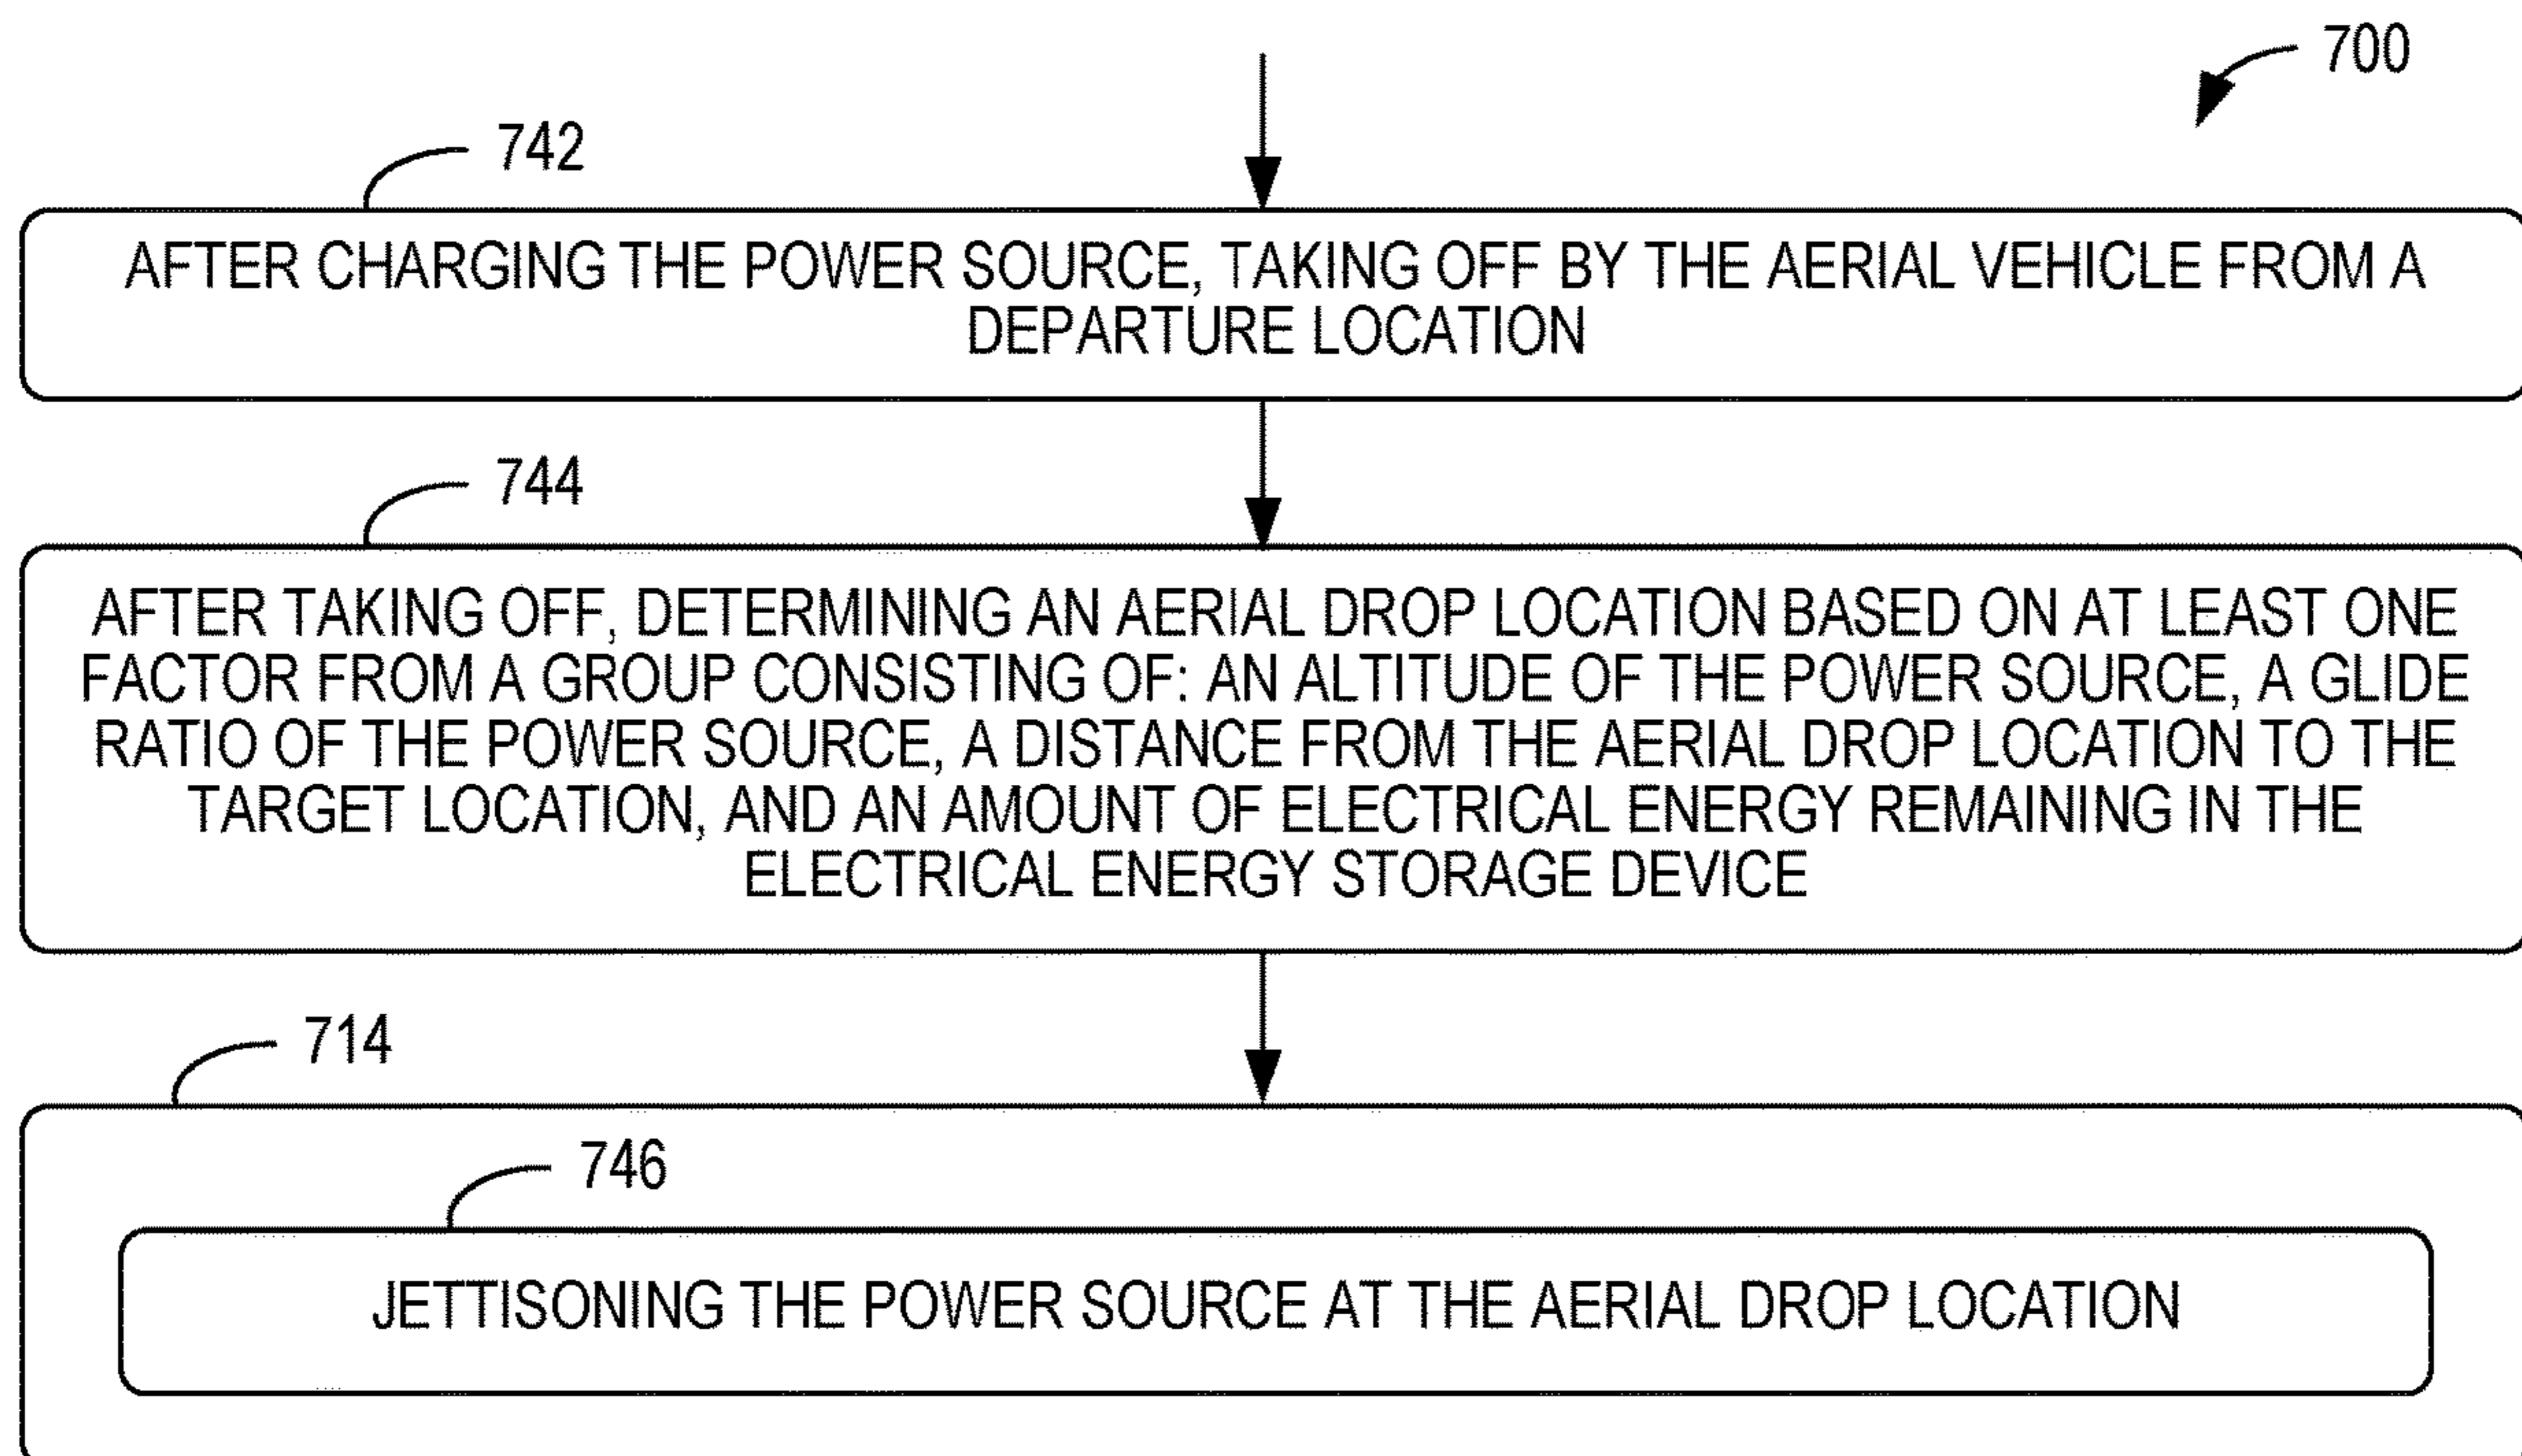 700
742
AFTER CHARGING THE POWER SOURCE, TAKING OFF BY THE AERIAL VEHICLE FROM A
DEPARTURE LOCATION
744
AFTER TAKING OFF, DETERMINING AN AERIAL DROP LOCATION BASED ON AT LEAST ONE
FACTOR FROM A GROUP CONSISTING OF: AN ALTITUDE OF THE POWER SOURCE, A GLIDE
RATIO OF THE POWER SOURCE, A DISTANCE FROM THE AERIAL DROP LOCATION TO THE
TARGET LOCATION, AND AN AMOUNT OF ELECTRICAL ENERGY REMAINING IN THE
ELECTRICAL ENERGY STORAGE DEVICE
714
746
JETTISONING THE POWER SOURCE AT THE AERIAL DROP LOCATION